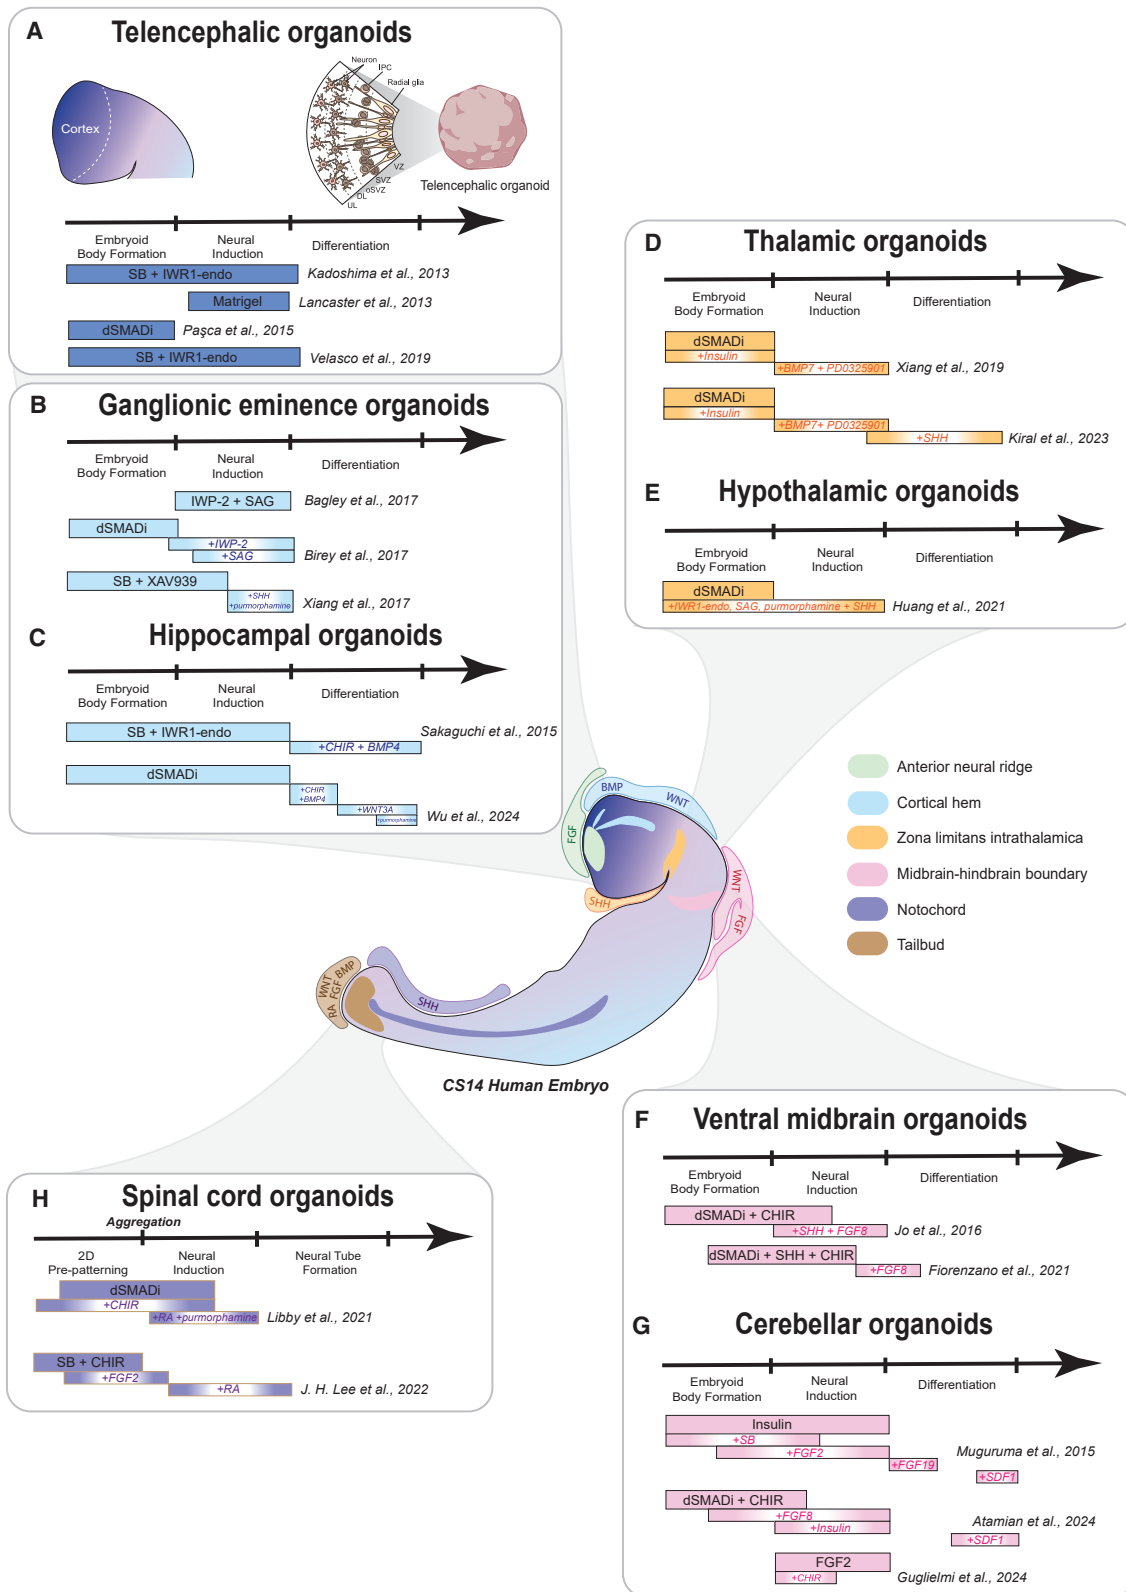 A
Telencephalic organoids
Neuron
IPC
Radial glia
Cortex
VZ
SVZ
oSVZ
DL
UL
Telencephalic organoid
Embryoid
Body Formation
Neural
Induction
Differentiation
SB + IWR1-endo
Kadoshima et al., 2013
Matrigel
Lancaster et al., 2013
dSMADi
Paşca et al., 2015
SB + IWR1-endo
Velasco et al., 2019
B
Ganglionic eminence organoids
Embryoid
Body Formation
Neural
Induction
Differentiation
IWP-2 + SAG
Bagley et al., 2017
dSMADi
+IWP-2
+SAG
Birey et al., 2017
SB + XAV939
+SHH
+purmorphamine
Xiang et al., 2017
C
Hippocampal organoids
Embryoid
Body Formation
Neural
Induction
Differentiation
SB + IWR1-endo
Sakaguchi et al., 2015
+CHIR + BMP4
dSMADi
+CHIR
+BMP4
+WNT3A
+purmorphamine
Wu et al., 2024
D
Thalamic organoids
Embryoid
Body Formation
Neural
Induction
Differentiation
dSMADi
+Insulin
+BMP7 + PD0325901
Xiang et al., 2019
dSMADi
+Insulin
+BMP7+ PD0325901
+SHH
Kiral et al., 2023
E
Hypothalamic organoids
Embryoid
Body Formation
Neural
Induction
Differentiation
dSMADi
+IWR1-endo, SAG, purmorphamine + SHH
Huang et al., 2021
Anterior neural ridge
Cortical hem
Zona limitans intrathalamica
Midbrain-hindbrain boundary
Notochord
Tailbud
BMP
WNT
FGF
SHH
WNT
FGF
SHH
WNT
BMP
RA
FGF
CS14 Human Embryo
F
Ventral midbrain organoids
Embryoid
Body Formation
Neural
Induction
Differentiation
dSMADi + CHIR
+SHH + FGF8
Jo et al., 2016
dSMADi + SHH + CHIR
+FGF8
Fiorenzano et al., 2021
G
Cerebellar organoids
Embryoid
Body Formation
Neural
Induction
Differentiation
Insulin
+SB
+FGF2
Muguruma et al., 2015
+FGF19
+SDF1
dSMADi + CHIR
+FGF8
+Insulin
Atamian et al., 2024
+SDF1
FGF2
+CHIR
Guglielmi et al., 2024
H
Spinal cord organoids
Aggregation
2D
Pre-patterning
Neural
Induction
Neural Tube
Formation
dSMADi
+CHIR
+RA +purmorphamine
Libby et al., 2021
SB + CHIR
+FGF2
+RA
J. H. Lee et al., 2022